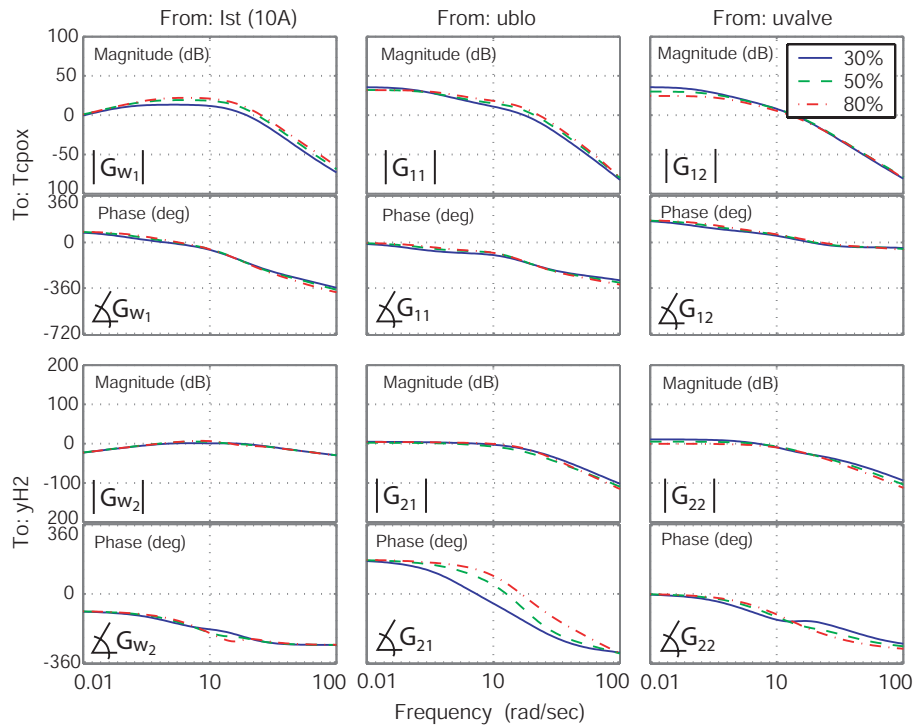 From: Ist (10A) From: ublo From: uvalve
To: Tcpox
100
50
0
-50
100
Magnitude (dB)
|Gw1|
Magnitude (dB)
|G11|
Magnitude (dB)
|G12|
30%
50%
80%
360
0
-360
-720
Phase (deg)
∡Gw1
Phase (deg)
∡G11
Phase (deg)
∡G12
To: yH2
200
100
0
-100
200
Magnitude (dB)
|Gw2|
Magnitude (dB)
|G21|
Magnitude (dB)
|G22|
360
0
-360
Phase (deg)
∡Gw2
Phase (deg)
∡G21
Phase (deg)
∡G22
0.01 10 100 0.01 10 100 0.01 10 100
Frequency (rad/sec)